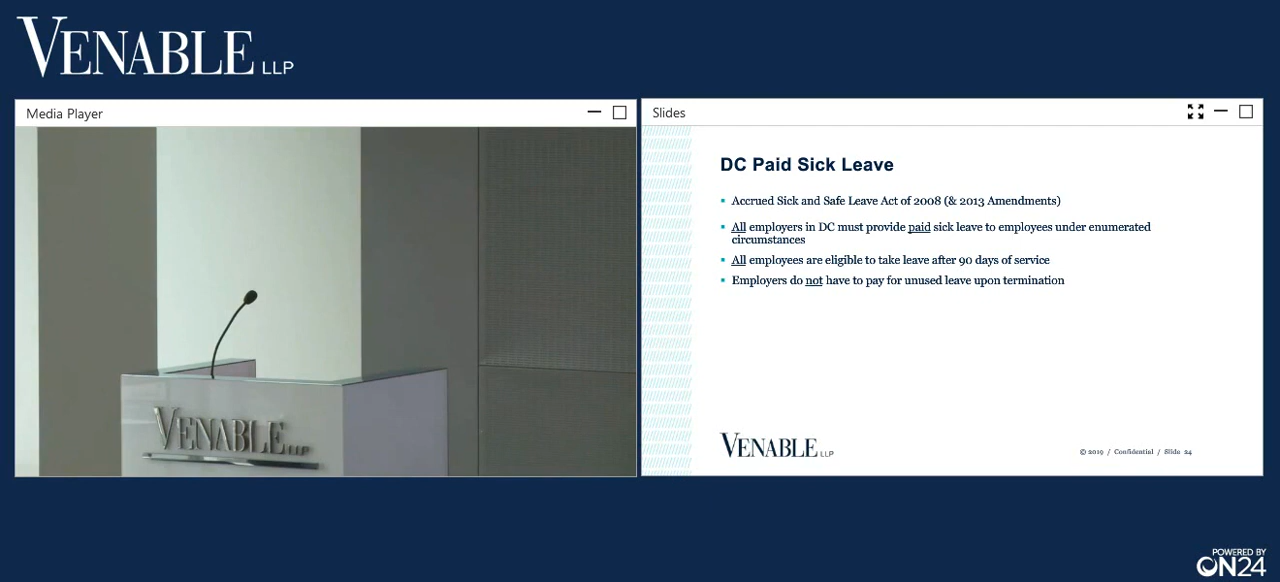 VENABLE LLP
Media Player
VENABLE LLP
Slides
DC Paid Sick Leave
▪ Accrued Sick and Safe Leave Act of 2008 (& 2013 Amendments)
▪ All employers in DC must provide paid sick leave to employees under enumerated
circumstances
▪ All employees are eligible to take leave after 90 days of service
▪ Employers do not have to pay for unused leave upon termination
VENABLE LLP
© 2019 / Confidential / Slide 24
POWERED BY
ON24